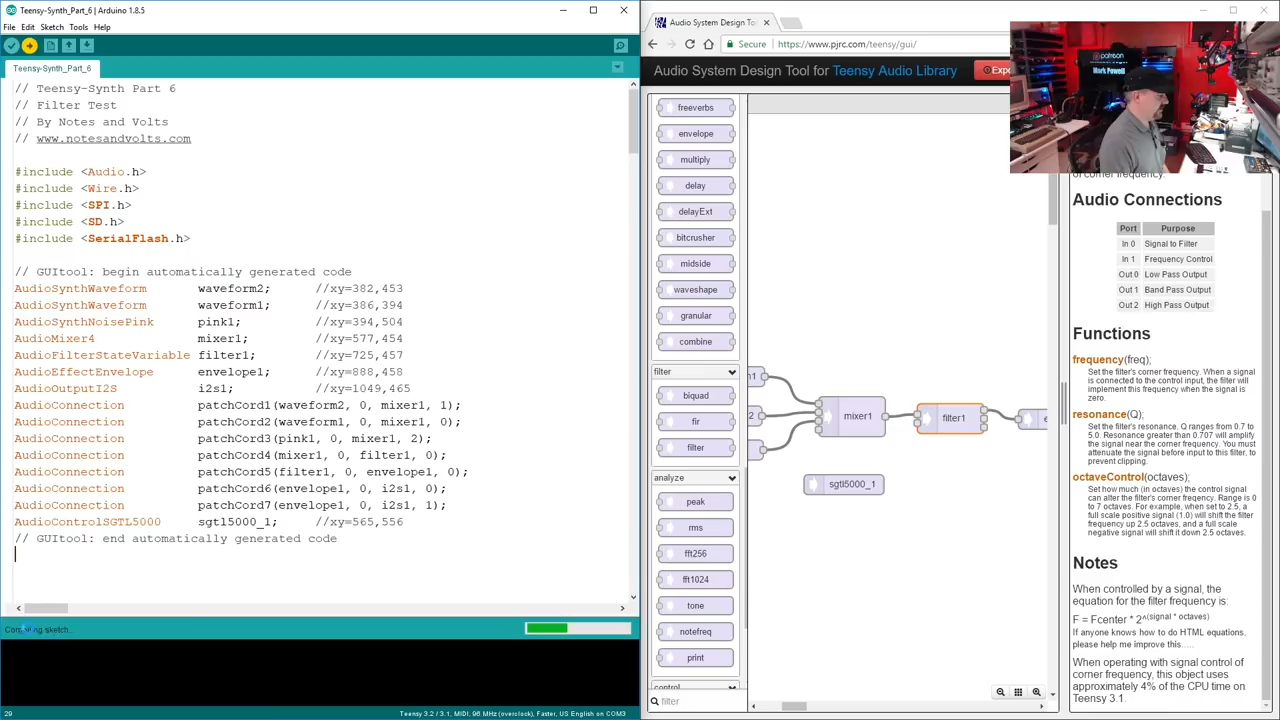 Teensy-Synth_Part_6 | Arduino 1.8.5
File Edit Sketch Tools Help
Teensy-Synth_Part_6
// Teensy-Synth Part 6
// Filter Test
// By Notes and Volts
// www.notesandvolts.com
#include <Audio.h>
#include <Wire.h>
#include <SPI.h>
#include <SD.h>
#include <SerialFlash.h>
// GUItool: begin automatically generated code
AudioSynthWaveform waveform2; //xy=382,453
AudioSynthWaveform waveform1; //xy=386,394
AudioSynthNoisePink pink1; //xy=394,504
AudioMixer4 mixer1; //xy=577,454
AudioFilterStateVariable filter1; //xy=725,457
AudioEffectEnvelope envelope1; //xy=888,458
AudioOutputI2S i2s1; //xy=1049,465
AudioConnection patchCord1(waveform2, 0, mixer1, 1);
AudioConnection patchCord2(waveform1, 0, mixer1, 0);
AudioConnection patchCord3(pink1, 0, mixer1, 2);
AudioConnection patchCord4(mixer1, 0, filter1, 0);
AudioConnection patchCord5(filter1, 0, envelope1, 0);
AudioConnection patchCord6(envelope1, 0, i2s1, 0);
AudioConnection patchCord7(envelope1, 0, i2s1, 1);
AudioControlSGTL5000 sgtl5000_1; //xy=565,556
// GUItool: end automatically generated code
Compiling sketch...
29
Teensy 3.2 / 3.1, MIDI, 96 MHz (overclock), Faster, US English on COM3
Audio System Design Tool
Secure https://www.pjrc.com/teensy/gui/
Audio System Design Tool for Teensy Audio Library
freeverbs
envelope
multiply
delay
delayExt
bitcrusher
midside
waveshape
granular
combine
filter
biquad
fir
filter
analyze
peak
rms
fft256
fft1024
tone
notefreq
print
control
filter
mixer1
filter1
sgtl5000_1
patreon
Mark Powell
of corner frequency.
Audio Connections
Port Purpose
In 0 Signal to Filter
In 1 Frequency Control
Out 0 Low Pass Output
Out 1 Band Pass Output
Out 2 High Pass Output
Functions
frequency(freq);
Set the filter's corner frequency. When a signal
is connected to the control input, the filter will
implement this frequency when the signal is
zero.
resonance(Q);
Set the filter's resonance. Q ranges from 0.7 to
5.0. Resonance greater than 0.707 will amplify
the signal near the corner frequency. You must
attenuate the signal before input to this filter, to
prevent clipping.
octaveControl(octaves);
Set how much (in octaves) the control signal
can alter the filter's corner freqency. Range is 0
to 7 octaves. For example, when set to 2.5, a
full scale positive signal (1.0) will shift the filter
frequency up 2.5 octaves, and a full scale
negative signal will shift it down 2.5 octaves.
Notes
When controlled by a signal, the
equation for the filter frequency is:
F = Fcenter * 2^(signal * octaves)
If anyone knows how to do HTML equations,
please help me improve this.....
When operating with signal control of
corner frequency, this object uses
approximately 4% of the CPU time on
Teensy 3.1.